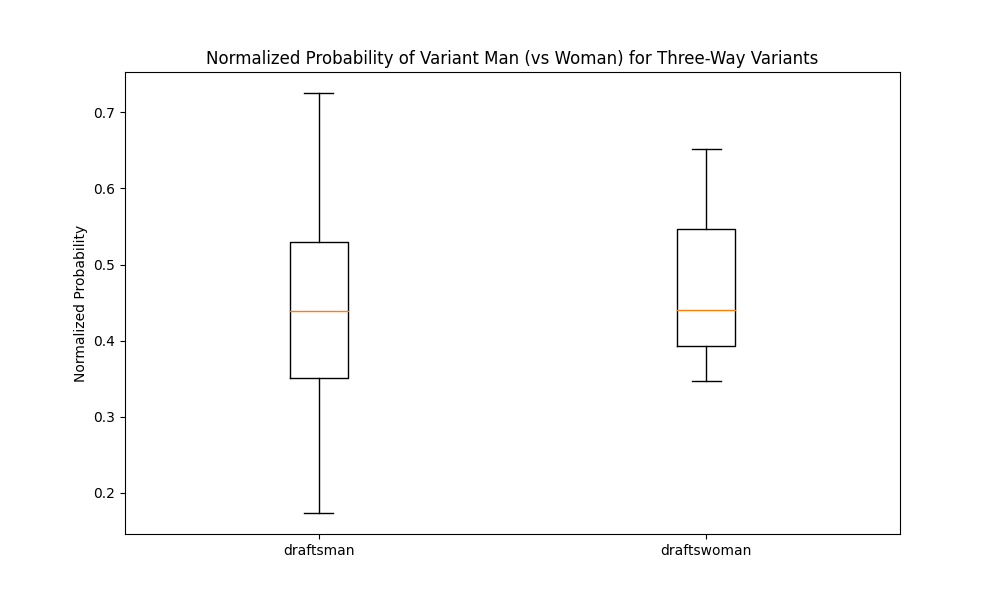 Normalized Probability of Variant Man (vs Woman) for Three-Way Variants
Normalized Probability
0.7
0.6
0.5
0.4
0.3
0.2
draftsman
draftswoman